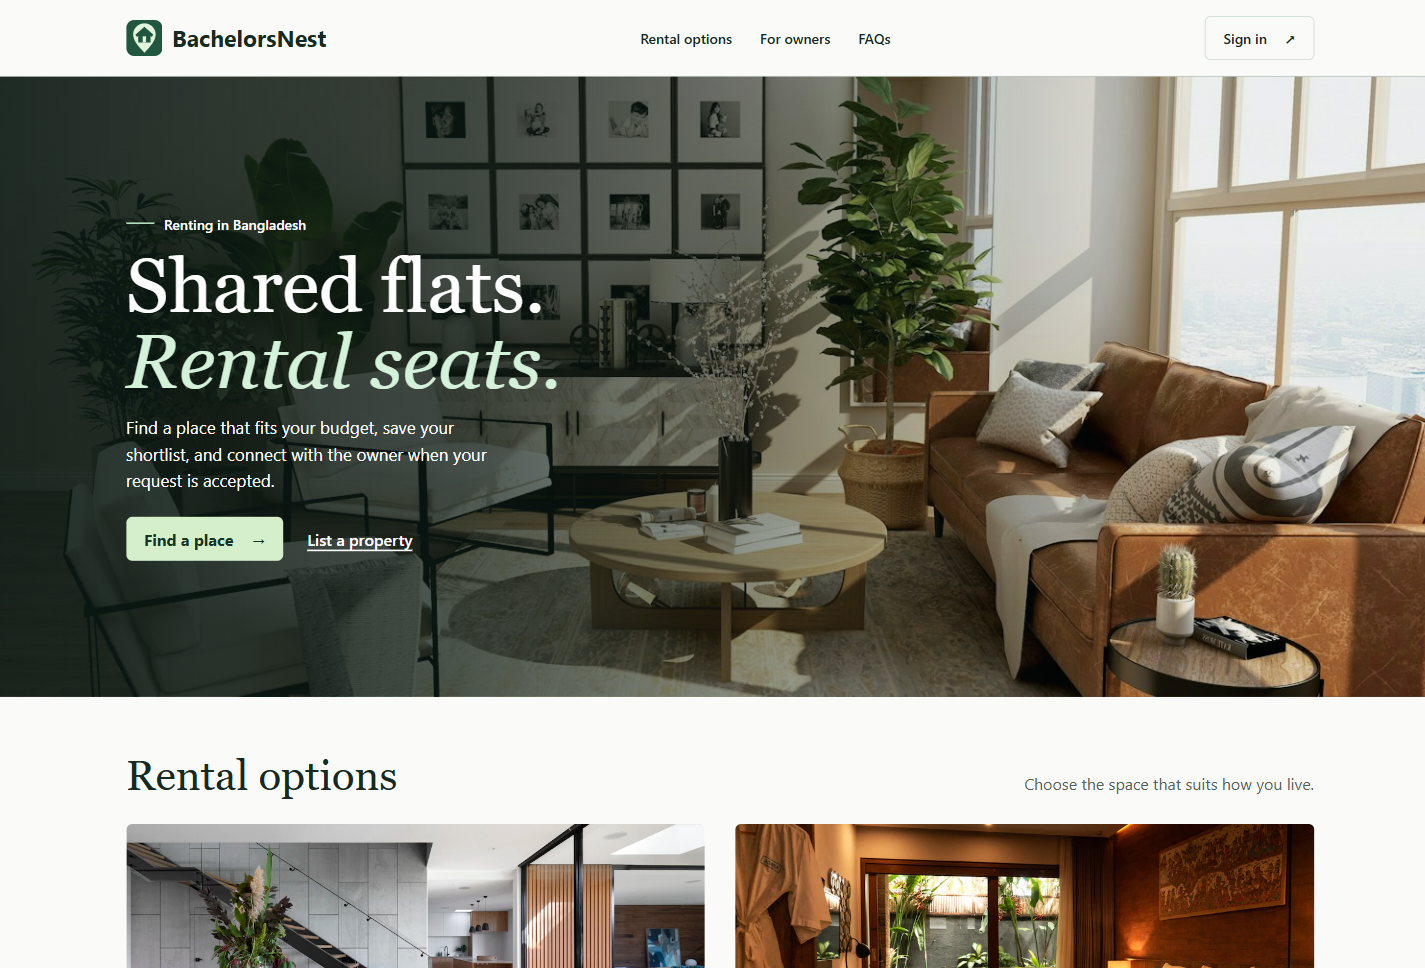 BachelorsNest
Rental options
For owners
FAQs
Sign in ↗
Renting in Bangladesh
Shared flats.
Rental seats.
Find a place that fits your budget, save your
shortlist, and connect with the owner when your
request is accepted.
Find a place →
List a property
Rental options
Choose the space that suits how you live.